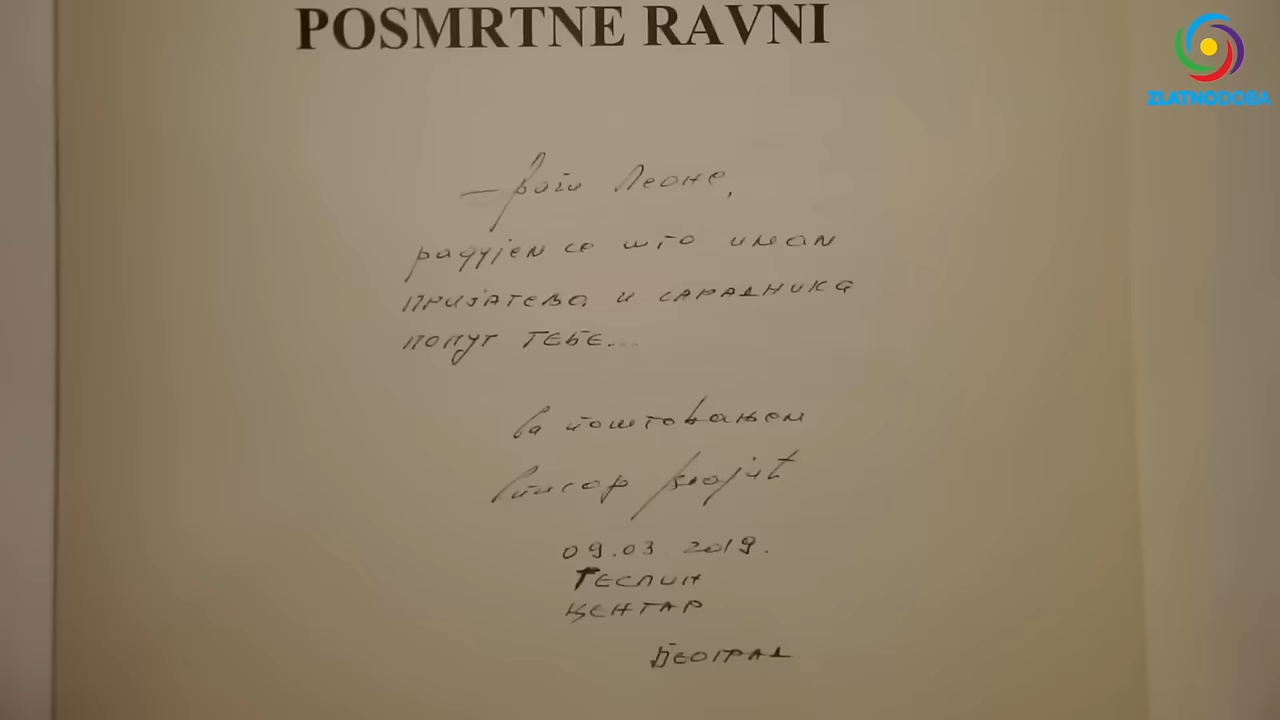 POSMRTNE RAVNI
ZLATNODOBA
Драги Леоне,
радујем се што имам
пријатеља и сарадника
попут тебе...
са поштовањем
09.03 2019.
Теслин
центар
Београд